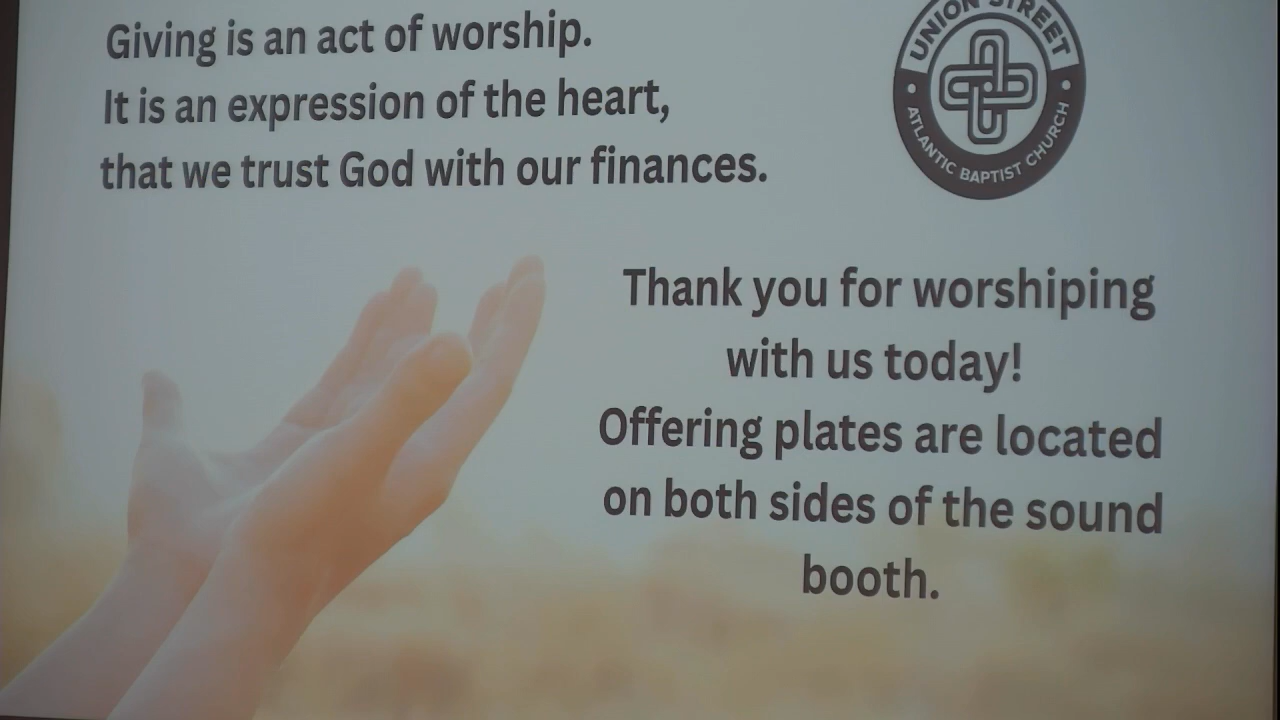 Giving is an act of worship.
It is an expression of the heart,
that we trust God with our finances.
UNION STREET
ATLANTIC BAPTIST CHURCH
Thank you for worshiping
with us today!
Offering plates are located
on both sides of the sound
booth.